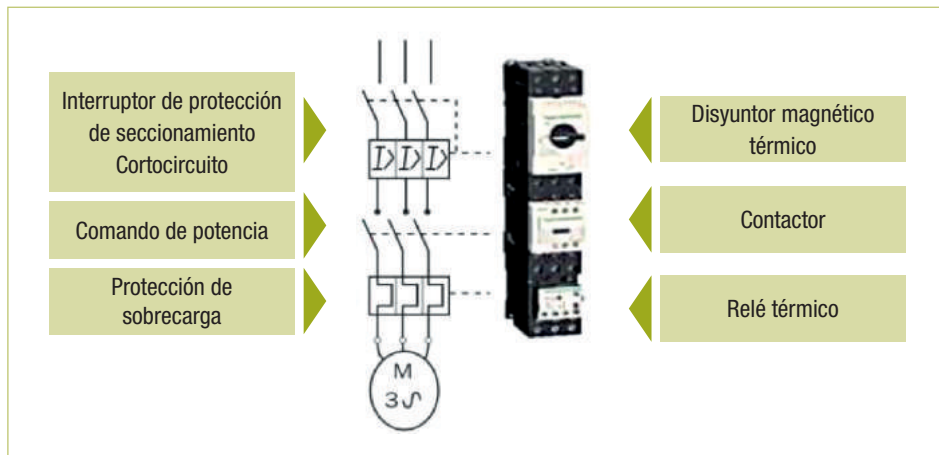 Interruptor de protección
de seccionamiento
Cortocircuito
Comando de potencia
Protección de
sobrecarga
I> I> I>
M
3∿
Disyuntor magnético
térmico
Contactor
Relé térmico